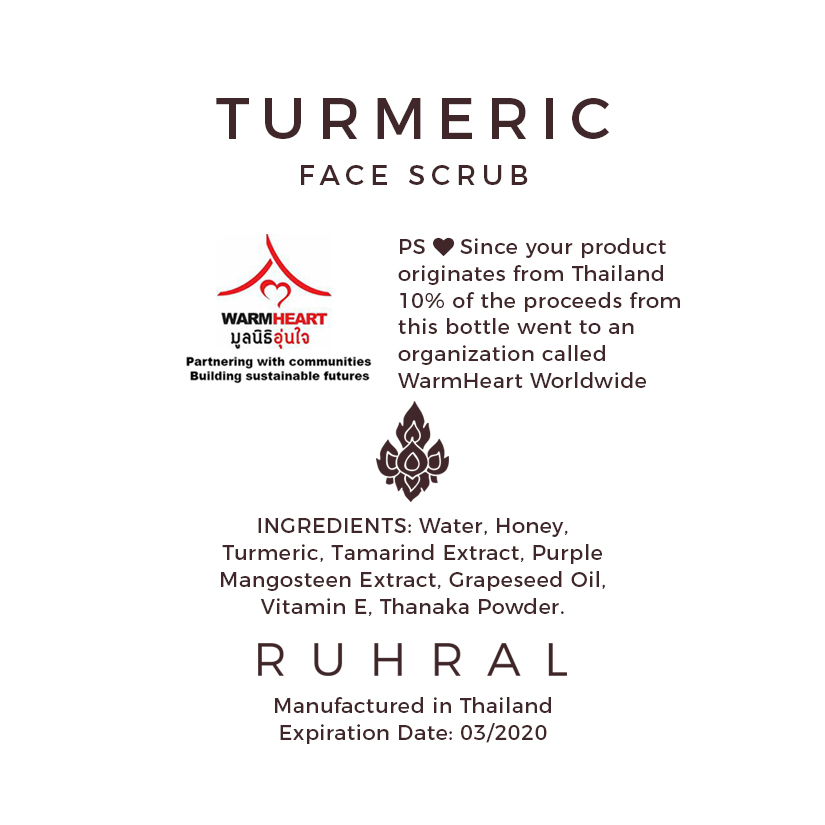 TURMERIC
FACE SCRUB
WARMHEART
มูลนิธิอุ่นใจ
Partnering with communities
Building sustainable futures
PS ♥ Since your product
originates from Thailand
10% of the proceeds from
this bottle went to an
organization called
WarmHeart Worldwide
INGREDIENTS: Water, Honey,
Turmeric, Tamarind Extract, Purple
Mangosteen Extract, Grapeseed Oil,
Vitamin E, Thanaka Powder.
RUHRAL
Manufactured in Thailand
Expiration Date: 03/2020